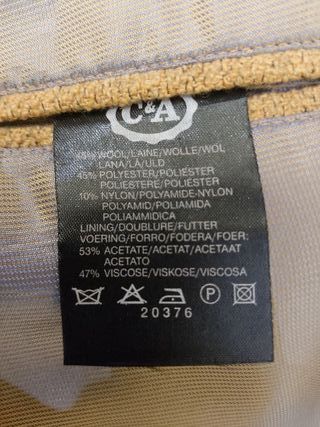 C&A
45% WOOL/LAINE/WOLLE/WOL
LANA/LÃ/ULD
45% POLYESTER/POLIESTER
POLIESTERE/POLIÉSTER
10% NYLON/POLYAMIDE-NYLON
POLYAMID/POLIAMIDA
POLIAMMIDICA
LINING/DOUBLURE/FUTTER
VOERING/FORRO/FODERA/FOER:
53% ACETATE/ACETAT/ACETAAT
ACETATO
47% VISCOSE/VISKOSE/VISCOSA
P
20376